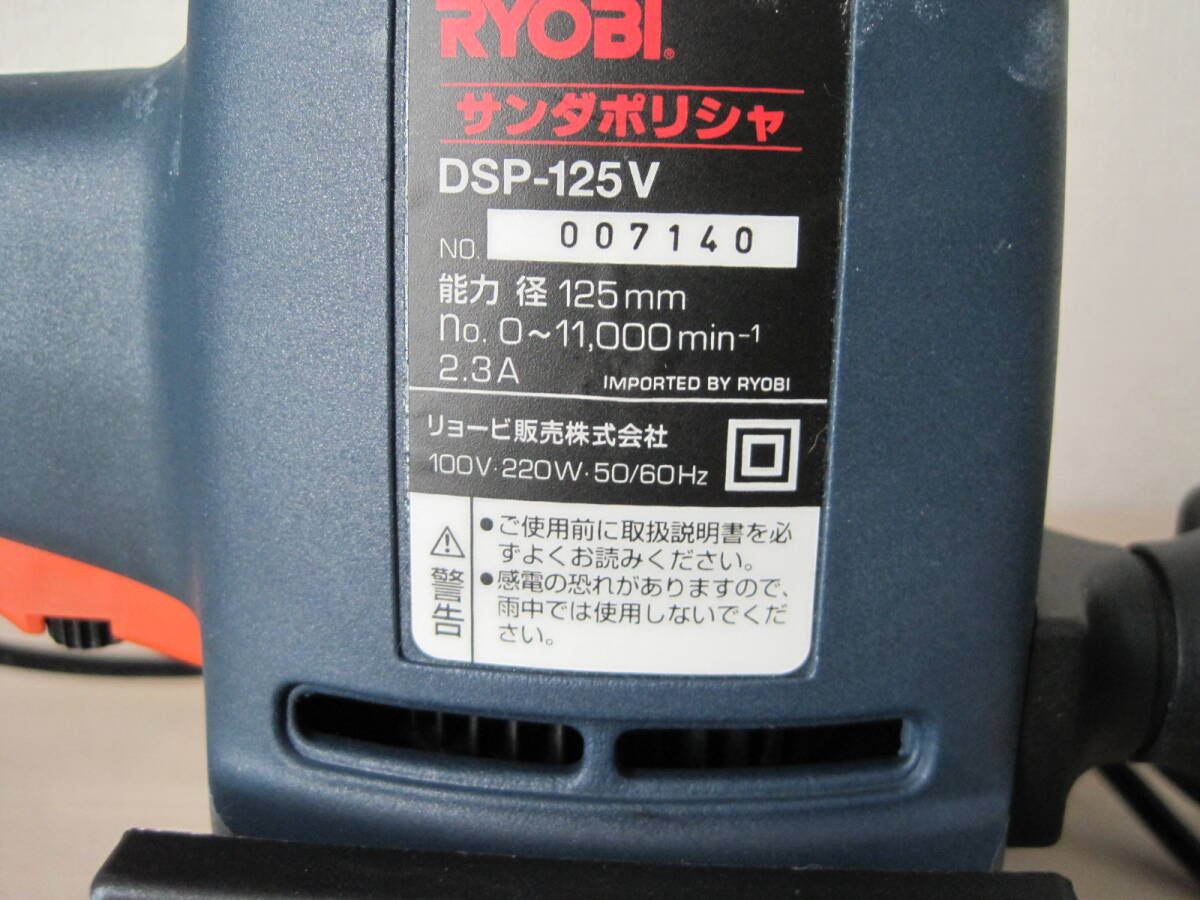 RYOBI®
サンダポリシャ
DSP-125V
NO. 007140
能力 径 125mm
no. 0～11,000min-1
2.3A IMPORTED BY RYOBI
リョービ販売株式会社
100V·220W·50/60Hz
警告
●ご使用前に取扱説明書を必
ずよくお読みください。
●感電の恐れがありますので、
雨中では使用しないでくだ
さい。